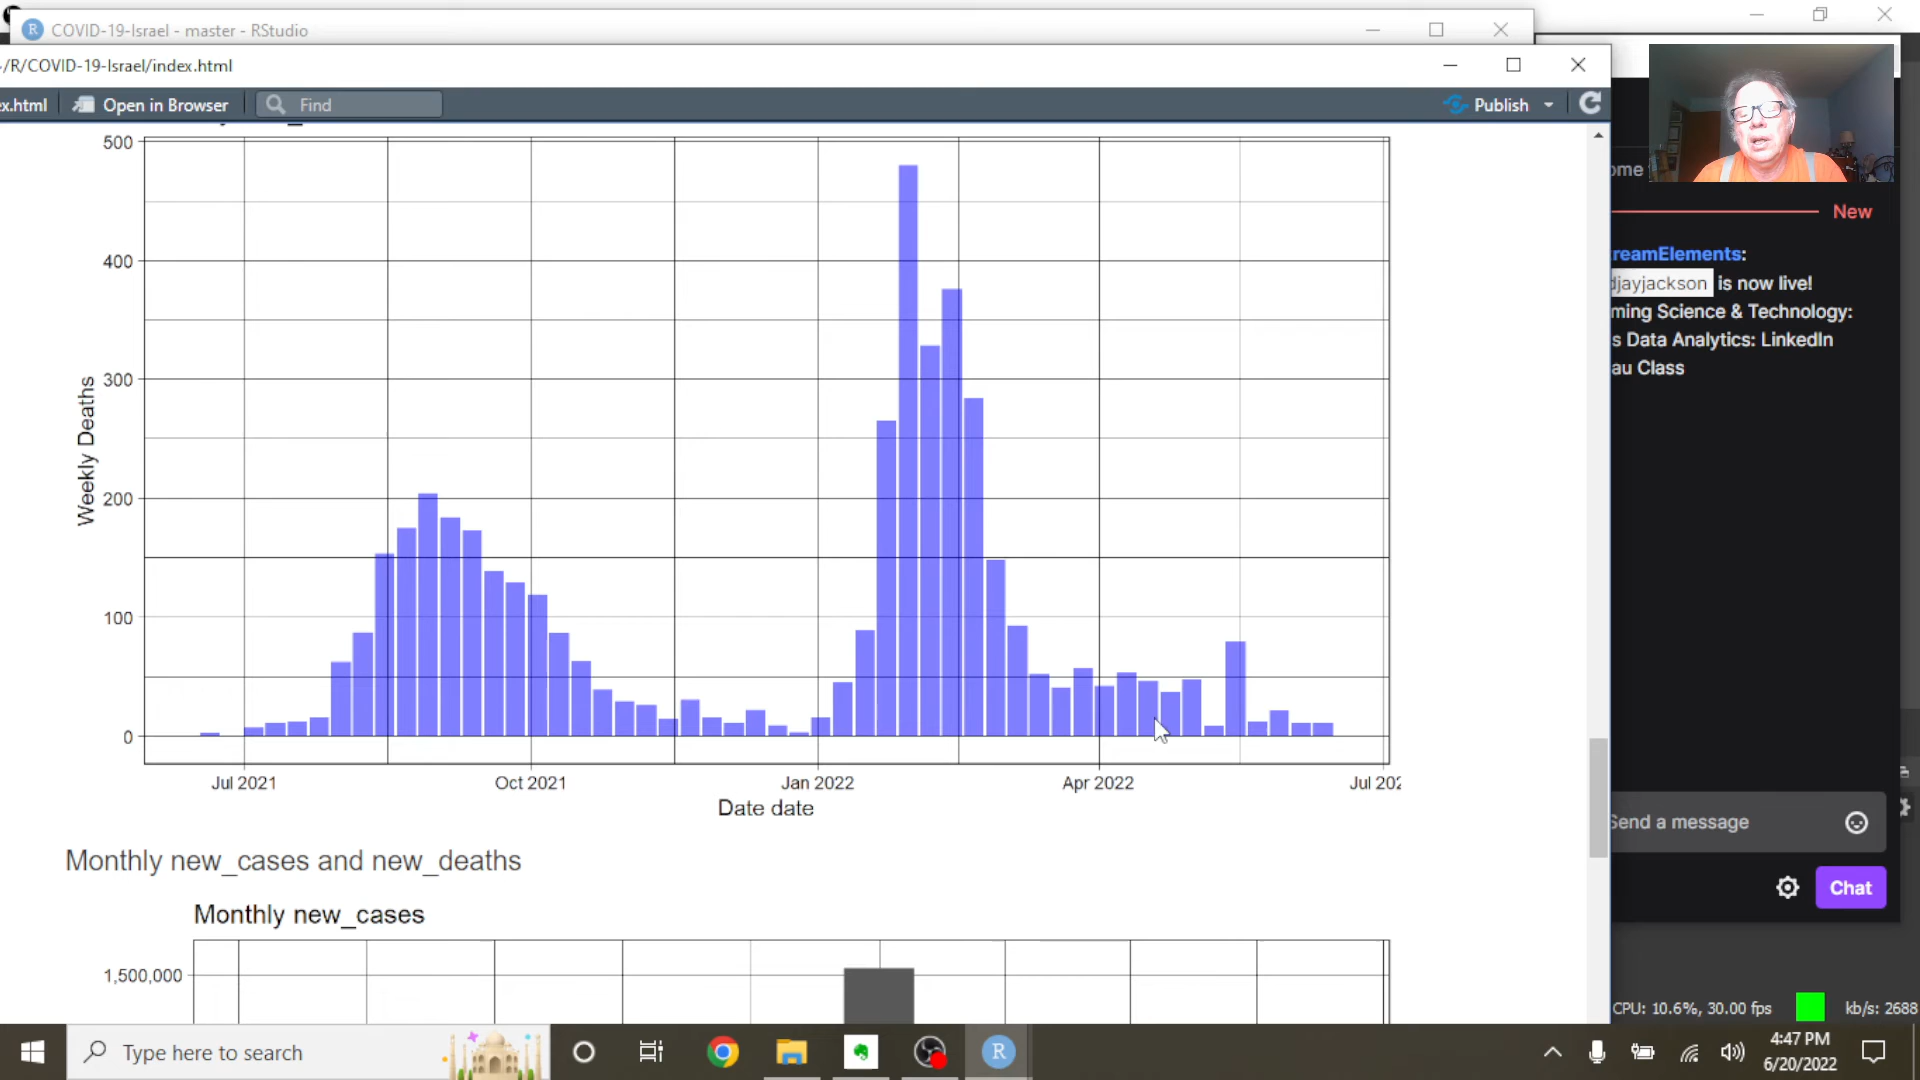 COVID-19-Israel - master - RStudio
/R/COVID-19-Israel/index.html
ex.html
Open in Browser
Find
Publish
500
400
300
200
100
0
Weekly Deaths
Jul 2021
Oct 2021
Jan 2022
Apr 2022
Jul 202
Date date
Monthly new_cases and new_deaths
Monthly new_cases
1,500,000
ome
New
reamElements:
djayjackson is now live!
ming Science & Technology:
s Data Analytics: LinkedIn
au Class
Send a message
Chat
CPU: 10.6%, 30.00 fps
kb/s: 2688
Type here to search
R
4:47 PM
6/20/2022